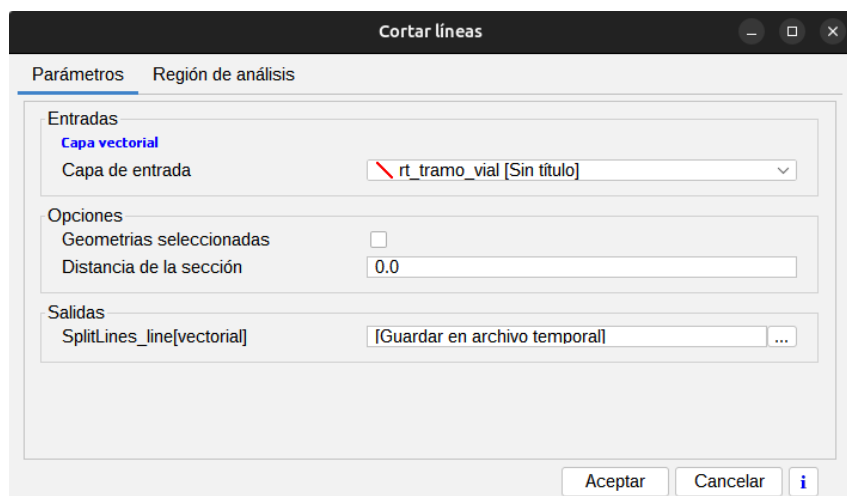 Cortar líneas
Parámetros Región de análisis
Entradas
Capa vectorial
Capa de entrada rt_tramo_vial [Sin título]
Opciones
Geometrias seleccionadas
Distancia de la sección 0.0
Salidas
SplitLines_line[vectorial] [Guardar en archivo temporal] ...
Aceptar Cancelar i